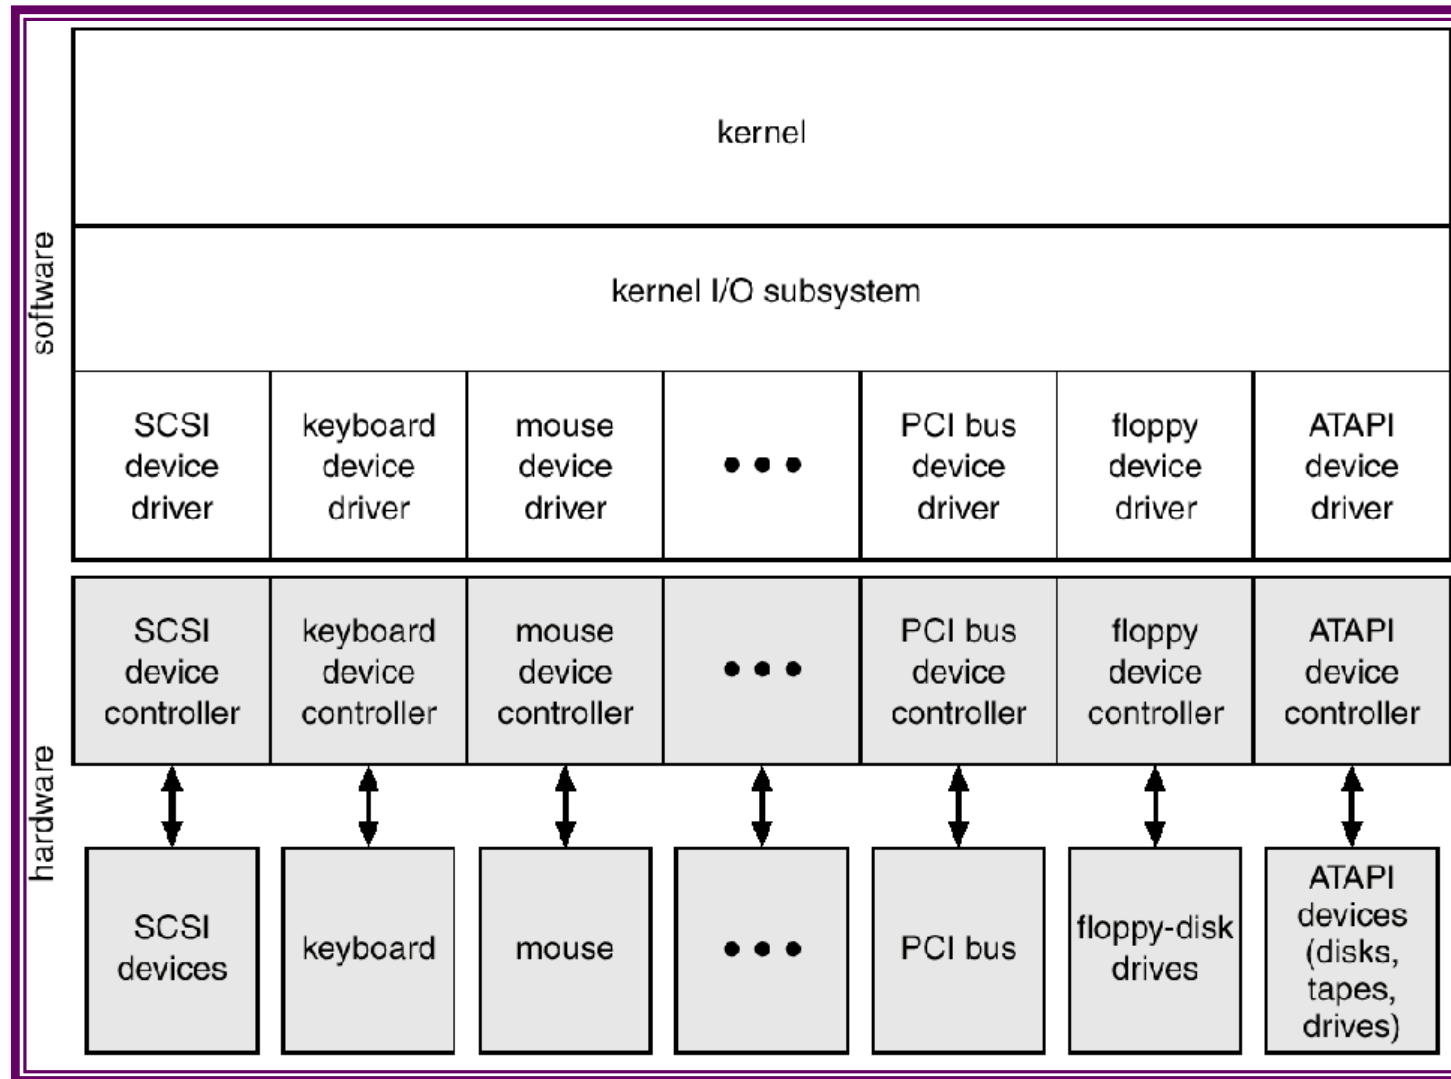 kernel
software
kernel I/O subsystem
SCSI
device
driver
keyboard
device
driver
mouse
device
driver
•••
PCI bus
device
driver
floppy
device
driver
ATAPI
device
driver
SCSI
device
controller
keyboard
device
controller
mouse
device
controller
•••
PCI bus
device
controller
floppy
device
controller
ATAPI
device
controller
hardware
SCSI
devices
keyboard
mouse
•••
PCI bus
floppy-disk
drives
ATAPI
devices
(disks,
tapes,
drives)